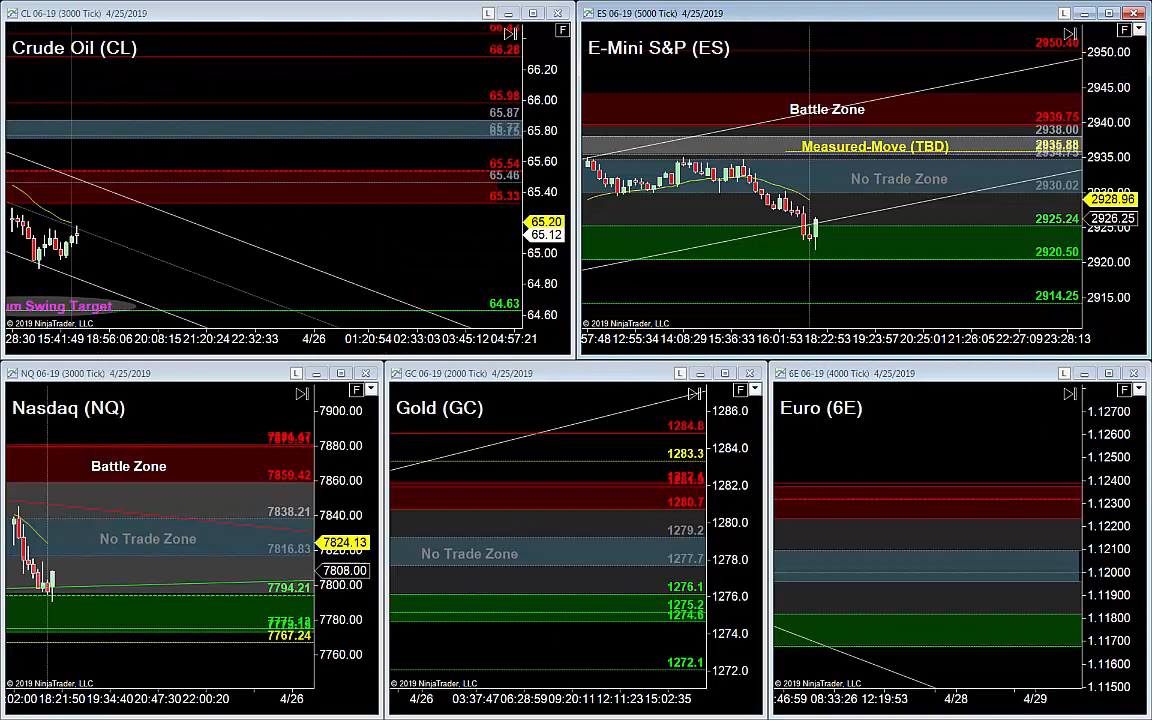 CL 06-19 (3000 Tick) 4/25/2019
L
F
Crude Oil (CL)
66.28
66.20
65.98
66.00
65.87
65.80
65.60
65.54
65.46
65.40
65.33
65.20
65.12
65.00
64.80
um Swing Target
64.63
64.60
© 2019 NinjaTrader, LLC
28:30 15:41:49 18:56:06 20:08:15 21:20:24 22:32:33 4/26 01:20:54 02:33:03 03:45:12 04:57:21
ES 06-19 (5000 Tick) 4/25/2019
L
F
E-Mini S&P (ES)
2950.40
2950.00
2945.00
Battle Zone
2939.75
2940.00
2938.00
Measured-Move (TBD)
2935.88
2934.75
2935.00
No Trade Zone
2930.02
2928.96
2925.24
2926.25
2925.00
2920.50
2920.00
2914.25
2915.00
© 2019 NinjaTrader, LLC
57:48 12:55:34 14:08:29 15:36:33 16:01:53 18:22:53 19:23:57 20:25:01 21:26:05 22:27:09 23:28:13
NQ 06-19 (3000 Tick) 4/25/2019
L
F
Nasdaq (NQ)
7900.00
7880.00
Battle Zone
7859.42
7860.00
7838.21
7840.00
No Trade Zone
7816.83
7824.13
7820.00
7808.00
7794.21
7800.00
7780.00
7767.24
7760.00
© 2019 NinjaTrader, LLC
:02:00 18:21:50 19:34:40 20:47:30 22:00:20 4/26
GC 06-19 (2000 Tick) 4/25/2019
L
F
Gold (GC)
1286.0
1284.8
1284.0
1283.3
1282.0
1280.7
1280.0
1279.2
No Trade Zone
1277.7
1278.0
1276.1
1276.0
1275.2
1274.6
1274.0
1272.1
1272.0
© 2019 NinjaTrader, LLC
4/26 03:47:37 06:28:59 09:20:11 12:11:23 15:02:35
6E 06-19 (4000 Tick) 4/25/2019
L
F
Euro (6E)
1.12700
1.12600
1.12500
1.12400
1.12300
1.12200
1.12100
1.12000
1.11900
1.11800
1.11700
1.11600
1.11500
© 2019 NinjaTrader, LLC
:46:59 08:33:26 12:19:53 4/28 4/29